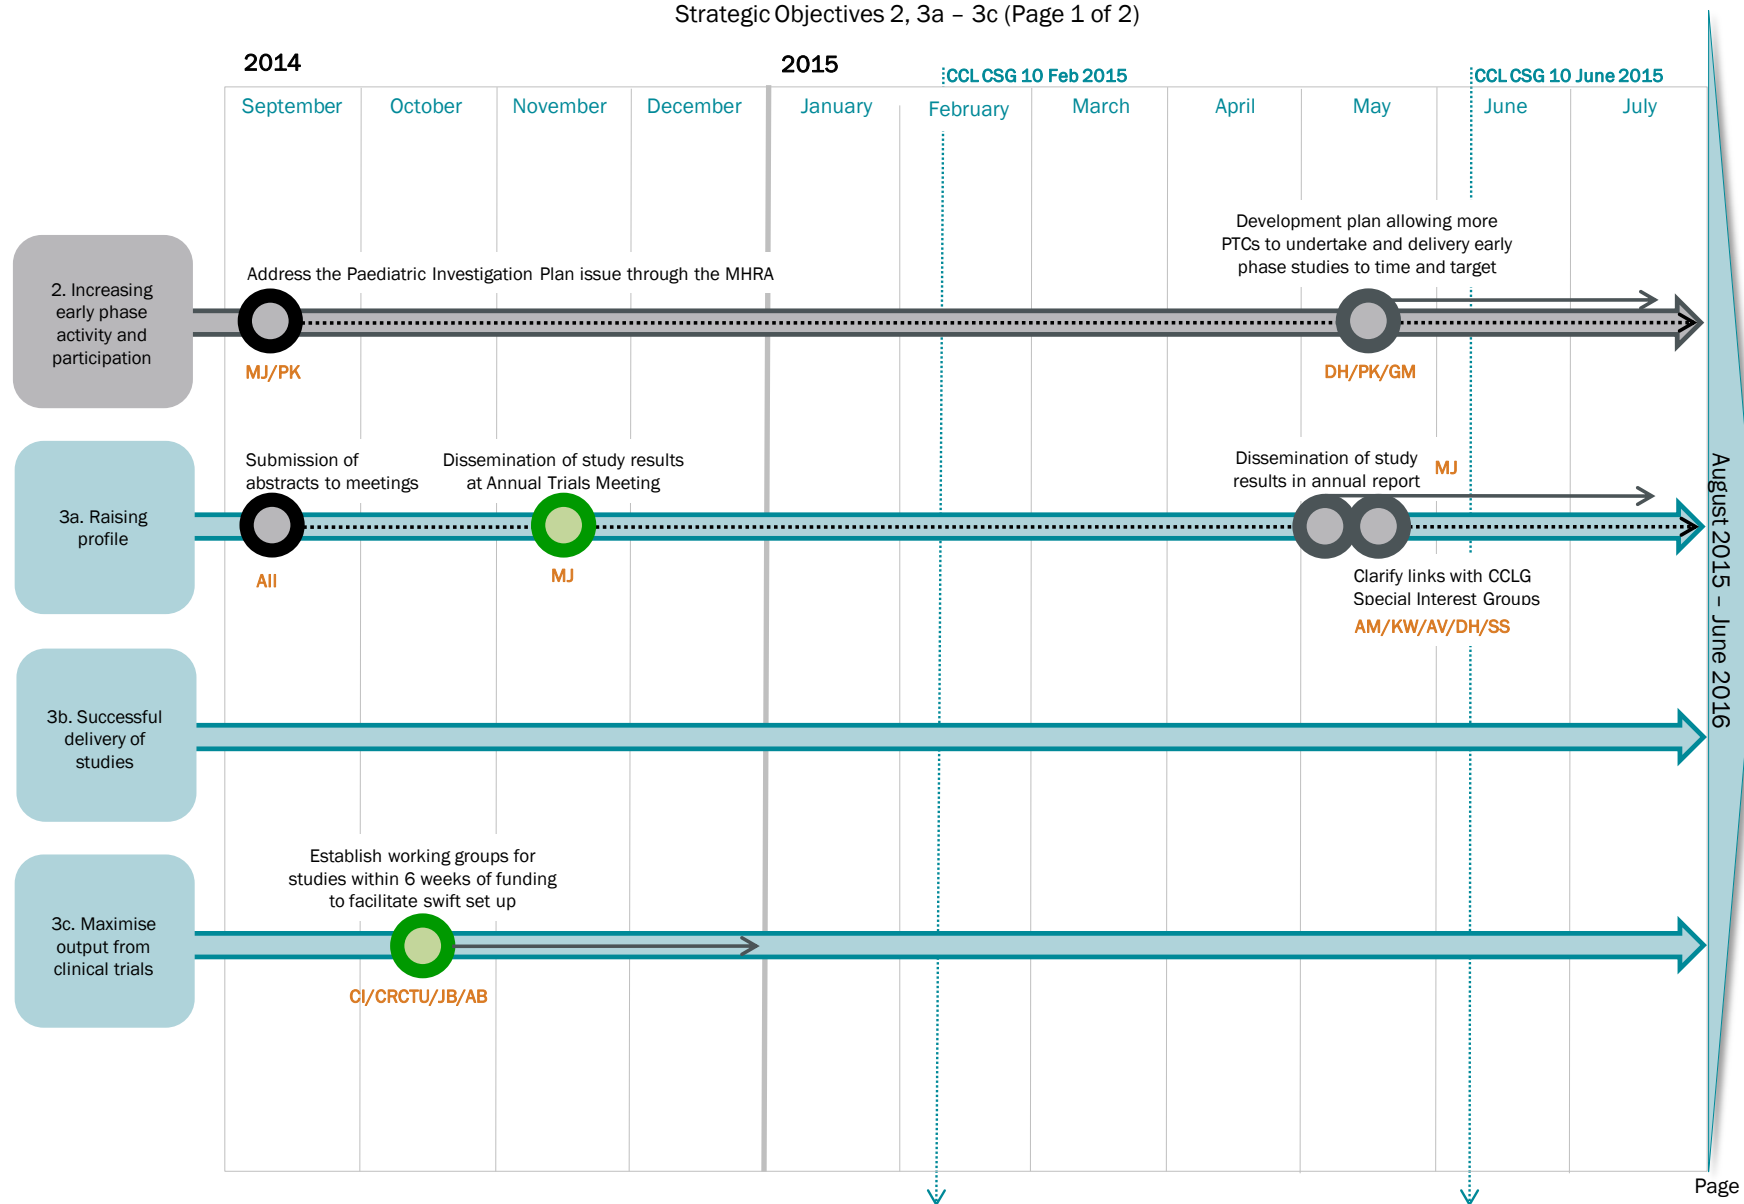 Strategic Objectives 2, 3a – 3c (Page 1 of 2)
2014
2015
CCL CSG 10 Feb 2015
CCL CSG 10 June 2015
September
October
November
December
January
February
March
April
May
June
July
2. Increasing
early phase
activity and
participation
Address the Paediatric Investigation Plan issue through the MHRA
MJ/PK
Development plan allowing more
PTCs to undertake and delivery early
phase studies to time and target
DH/PK/GM
3a. Raising
profile
Submission of
abstracts to meetings
All
Dissemination of study results
at Annual Trials Meeting
MJ
Dissemination of study
results in annual report
MJ
Clarify links with CCLG
Special Interest Groups
AM/KW/AV/DH/SS
3b. Successful
delivery of
studies
3c. Maximise
output from
clinical trials
Establish working groups for
studies within 6 weeks of funding
to facilitate swift set up
CI/CRCTU/JB/AB
August 2015 – June 2016
Page